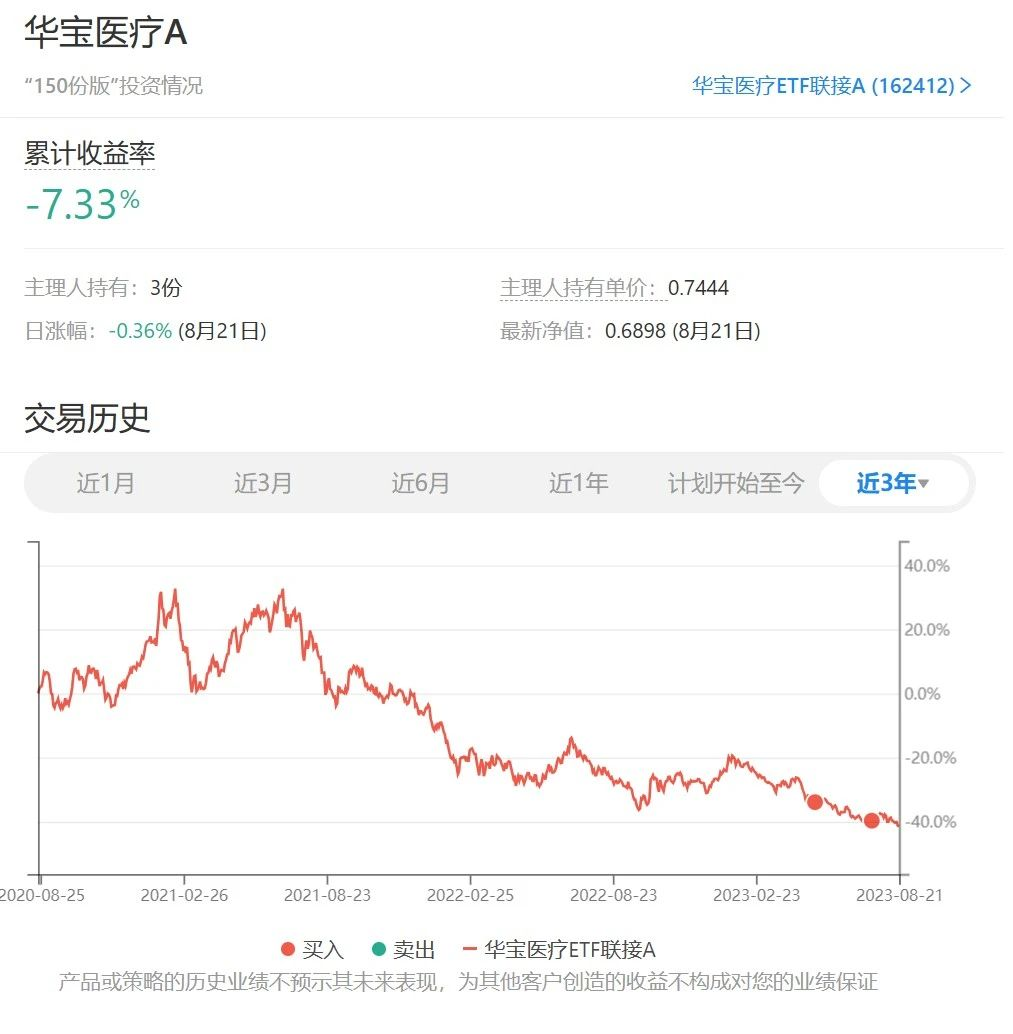 华宝医疗A
“150份版”投资情况 华宝医疗ETF联接A (162412)
累计收益率
-7.33%
主理人持有：3份 主理人持有单价：0.7444
日涨幅：-0.36% (8月21日) 最新净值：0.6898 (8月21日)
交易历史
近1月 近3月 近6月 近1年 计划开始至今 近3年
40.0%
20.0%
0.0%
-20.0%
-40.0%
2020-08-25 2021-02-26 2021-08-23 2022-02-25 2022-08-23 2023-02-23 2023-08-21
买入 卖出 华宝医疗ETF联接A
产品或策略的历史业绩不预示其未来表现，为其他客户创造的收益不构成对您的业绩保证